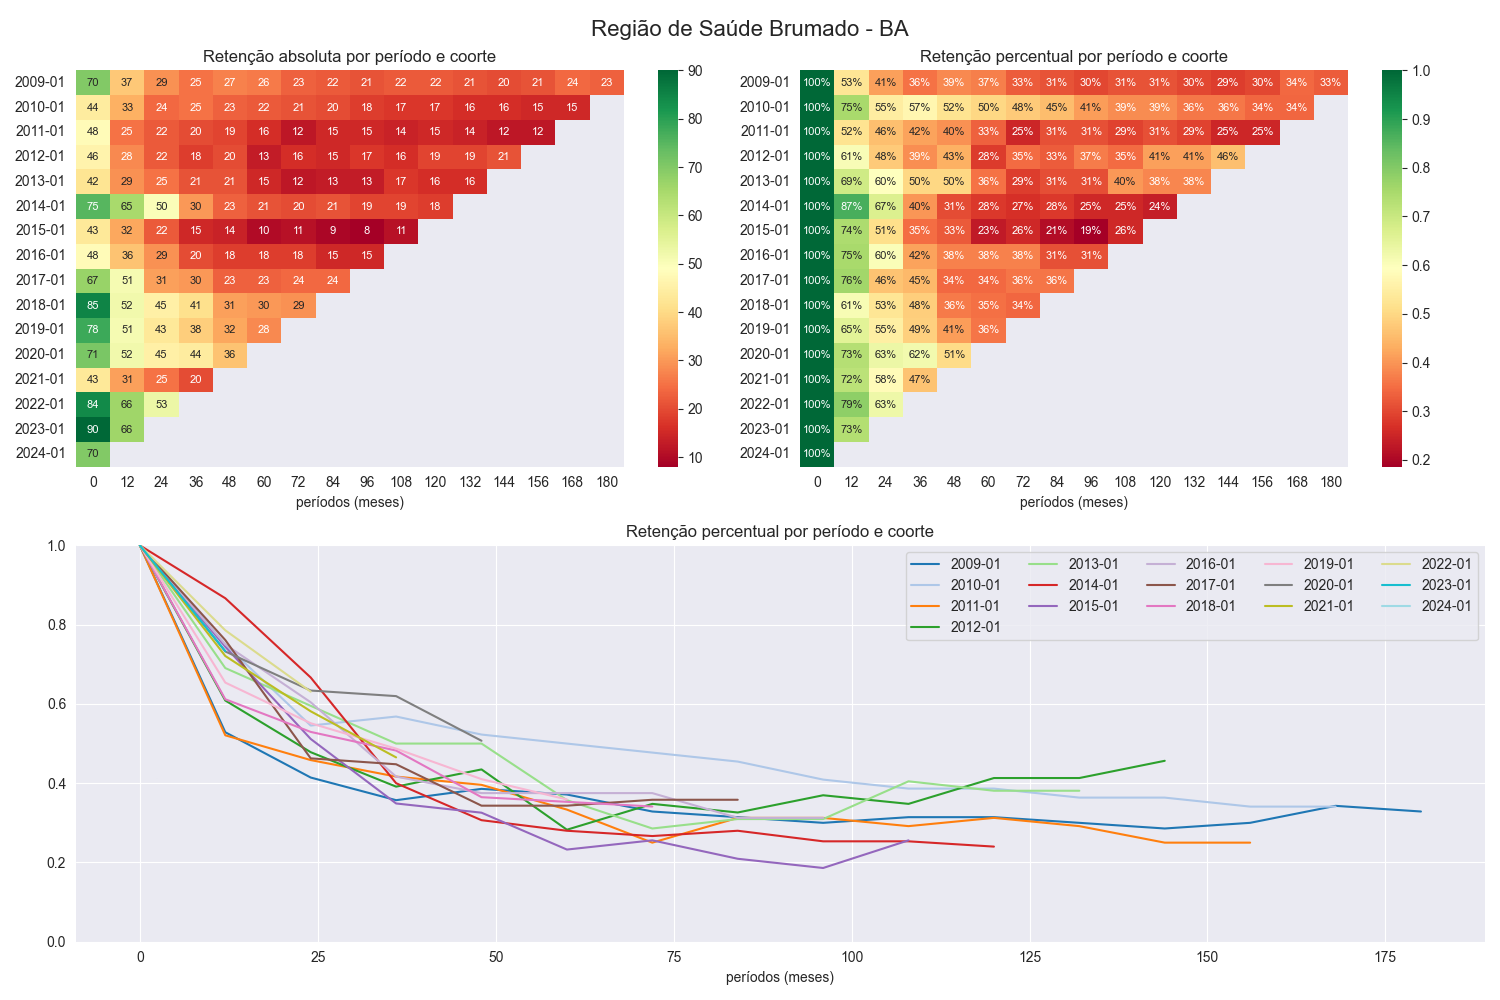 Região de Saúde Brumado - BA
Retenção absoluta por período e coorte
2009-01 70 37 29 25 27 26 23 22 21 22 22 21 20 21 24 23
2010-01 44 33 24 25 23 22 21 20 18 17 17 16 16 15 15
2011-01 48 25 22 20 19 16 12 15 15 14 15 14 12 12
2012-01 46 28 22 18 20 13 16 15 17 16 19 19 21
2013-01 42 29 25 21 21 15 12 13 13 17 16 16
2014-01 75 65 50 30 23 21 20 21 19 19 18
2015-01 43 32 22 15 14 10 11 9 8 11
2016-01 48 36 29 20 18 18 18 15 15
2017-01 67 51 31 30 23 23 24 24
2018-01 85 52 45 41 31 30 29
2019-01 78 51 43 38 32 28
2020-01 71 52 45 44 36
2021-01 43 31 25 20
2022-01 84 66 53
2023-01 90 66
2024-01 70
0 12 24 36 48 60 72 84 96 108 120 132 144 156 168 180
períodos (meses)
90
80
70
60
50
40
30
20
10
Retenção percentual por período e coorte
2009-01 100% 53% 41% 36% 39% 37% 33% 31% 30% 31% 31% 30% 29% 30% 34% 33%
2010-01 100% 75% 55% 57% 52% 50% 48% 45% 41% 39% 39% 36% 36% 34% 34%
2011-01 100% 52% 46% 42% 40% 33% 25% 31% 31% 29% 31% 29% 25% 25%
2012-01 100% 61% 48% 39% 43% 28% 35% 33% 37% 35% 41% 41% 46%
2013-01 100% 69% 60% 50% 50% 36% 29% 31% 31% 40% 38% 38%
2014-01 100% 87% 67% 40% 31% 28% 27% 28% 25% 25% 24%
2015-01 100% 74% 51% 35% 33% 23% 26% 21% 19% 26%
2016-01 100% 75% 60% 42% 38% 38% 38% 31% 31%
2017-01 100% 76% 46% 45% 34% 34% 36% 36%
2018-01 100% 61% 53% 48% 36% 35% 34%
2019-01 100% 65% 55% 49% 41% 36%
2020-01 100% 73% 63% 62% 51%
2021-01 100% 72% 58% 47%
2022-01 100% 79% 63%
2023-01 100% 73%
2024-01 100%
0 12 24 36 48 60 72 84 96 108 120 132 144 156 168 180
períodos (meses)
1.0
0.9
0.8
0.7
0.6
0.5
0.4
0.3
0.2
Retenção percentual por período e coorte
1.0
0.8
0.6
0.4
0.2
0.0
2009-01 2013-01 2016-01 2019-01 2022-01
2010-01 2014-01 2017-01 2020-01 2023-01
2011-01 2015-01 2018-01 2021-01 2024-01
2012-01
0 25 50 75 100 125 150 175
períodos (meses)